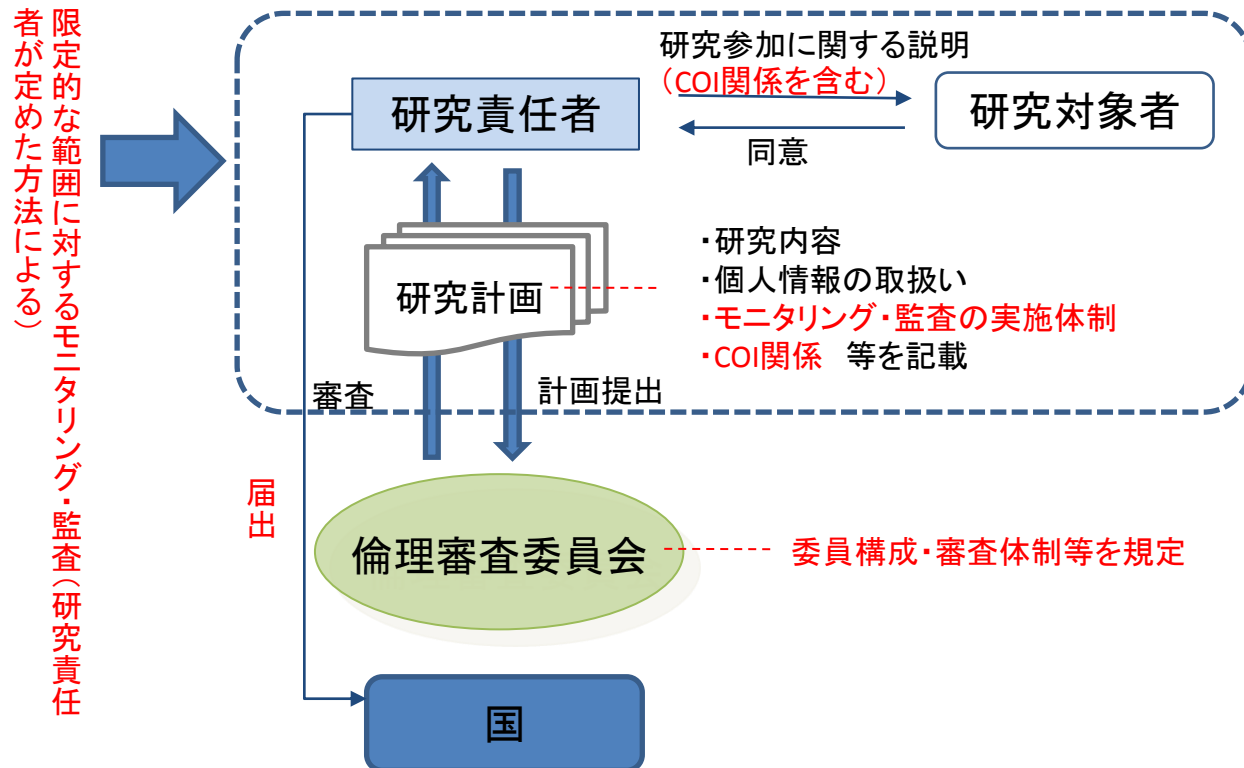 限定的な範囲に対するモニタリング・監査（研究責任
者が定めた方法による）
研究参加に関する説明
（COI関係を含む）
研究責任者
研究対象者
同意
研究計画
・研究内容
・個人情報の取扱い
・モニタリング・監査の実施体制
・COI関係 等を記載
審査
計画提出
届出
倫理審査委員会
委員構成・審査体制等を規定
国